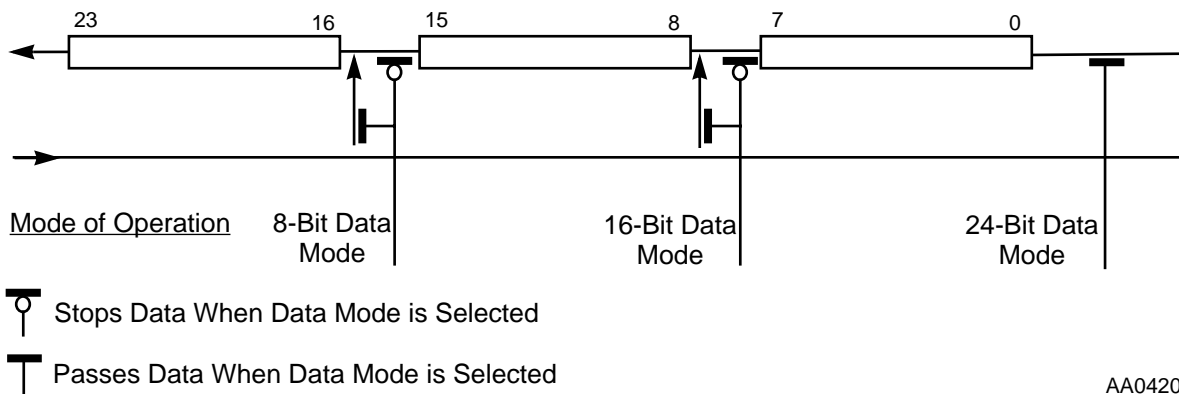 23 16 15 8 7 0
Mode of Operation 8-Bit Data Mode 16-Bit Data Mode 24-Bit Data Mode
Stops Data When Data Mode is Selected
Passes Data When Data Mode is Selected
AA0420